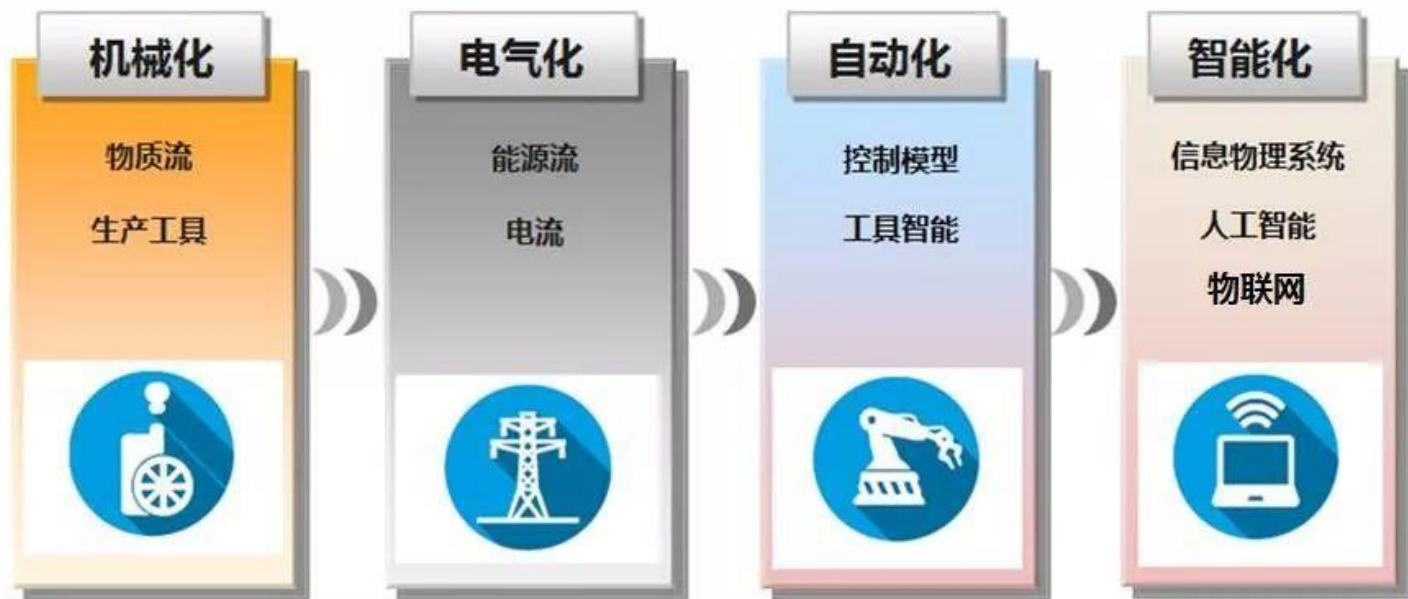 机械化
物质流
生产工具
电气化
能源流
电流
自动化
控制模型
工具智能
智能化
信息物理系统
人工智能
物联网